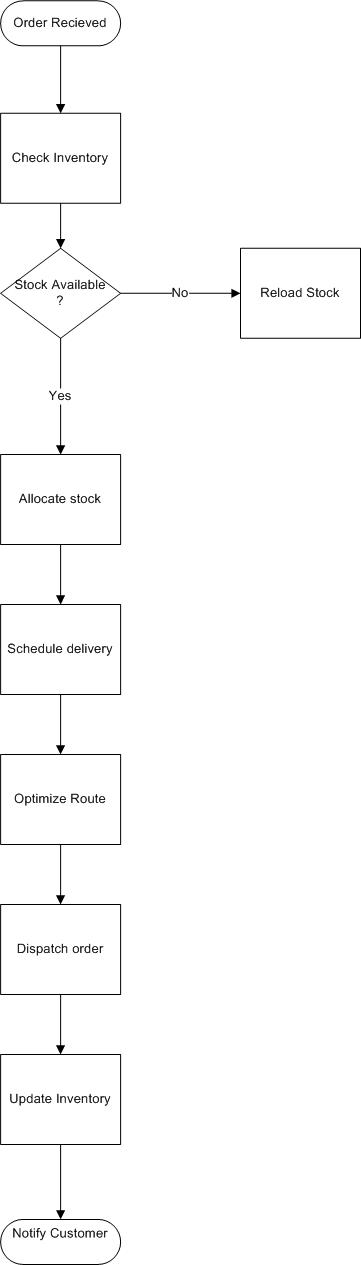 Order Recieved
Check Inventory
Stock Available
?
No
Reload Stock
Yes
Allocate stock
Schedule delivery
Optimize Route
Dispatch order
Update Inventory
Notify Customer